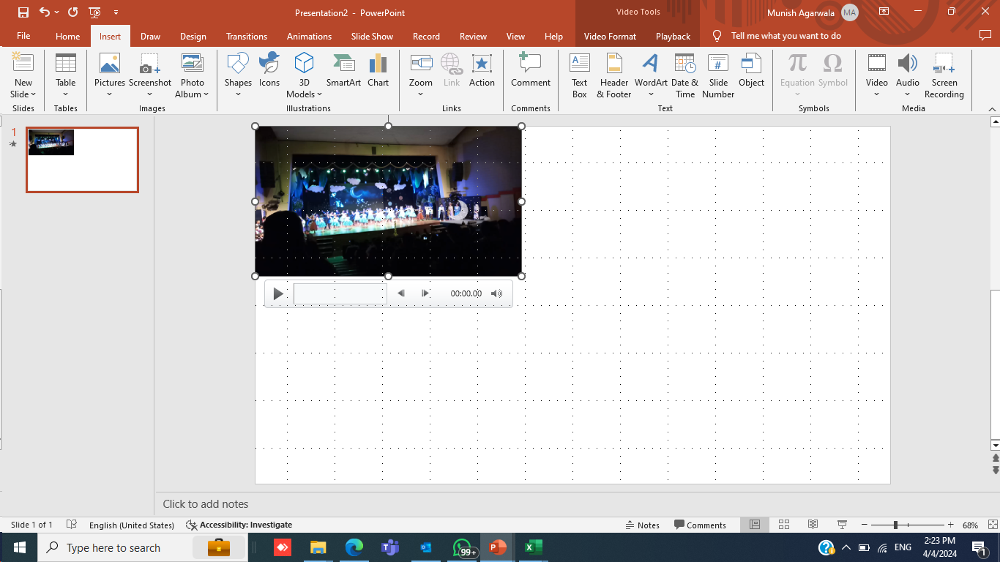 Presentation2 - PowerPoint
Video Tools
Munish Agarwala
MA
File
Home
Insert
Draw
Design
Transitions
Animations
Slide Show
Record
Review
View
Help
Video Format
Playback
Tell me what you want to do
New
Slide
Table
Pictures
Screenshot
Photo
Album
Shapes
Icons
3D
Models
SmartArt
Chart
Zoom
Link
Action
Comment
Text
Box
Header
& Footer
WordArt
Date &
Time
Slide
Number
Object
Equation
Symbol
Video
Audio
Screen
Recording
Slides
Tables
Images
Illustrations
Links
Comments
Text
Symbols
Media
1
00:00.00
Click to add notes
Slide 1 of 1
English (United States)
Accessibility: Investigate
Notes
Comments
68%
Type here to search
99+
ENG
2:23 PM
4/4/2024
1